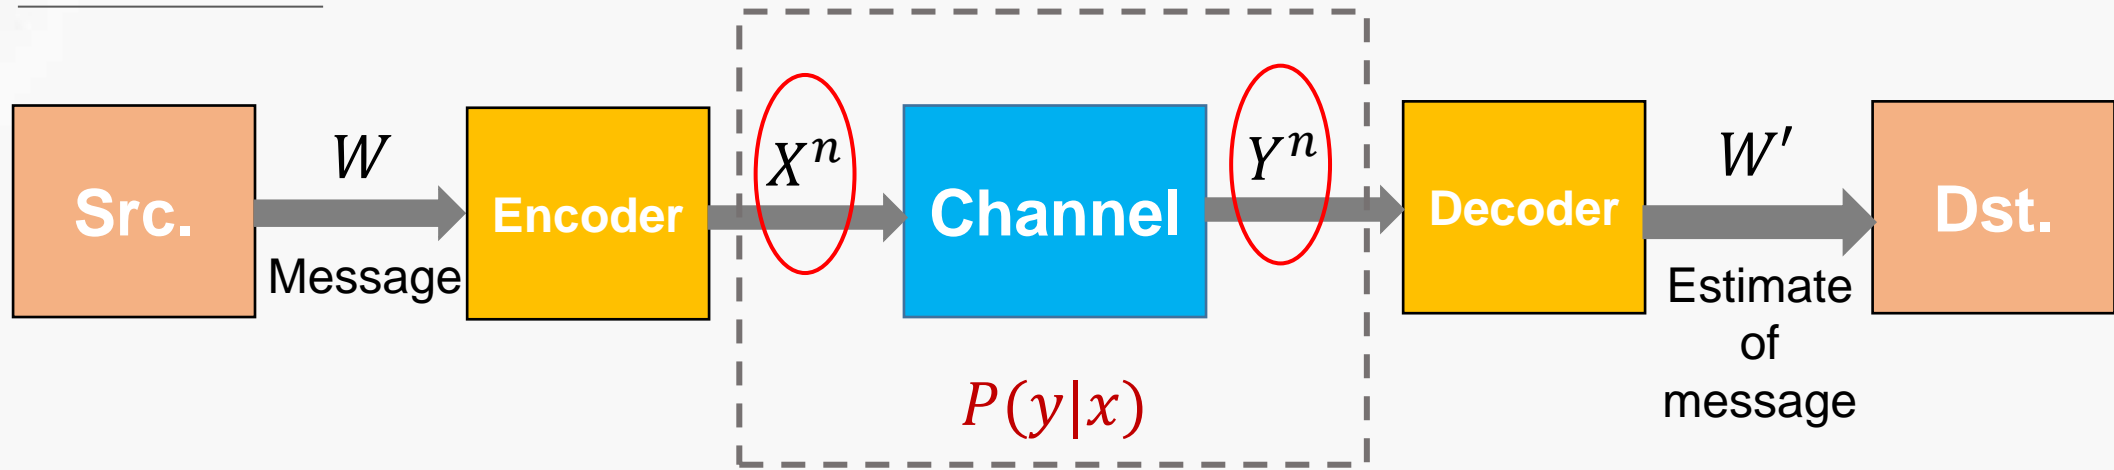 Src.
W
Message
Encoder
Xⁿ
Channel
Yⁿ
P(y|x)
Decoder
W′
Estimate
of
message
Dst.